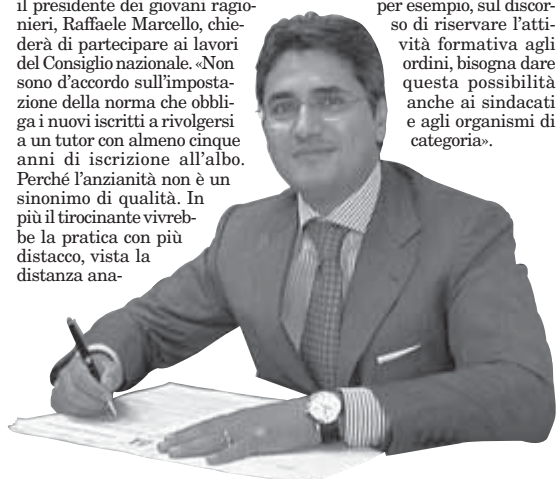 il presidente dei giovani ragio-
nieri, Raffaele Marcello, chie-
derà di partecipare ai lavori
del Consiglio nazionale. «Non
sono d'accordo sull'imposta-
zione della norma che obbli-
ga i nuovi iscritti a rivolgersi
a un tutor con almeno cinque
anni di iscrizione all'albo.
Perché l'anzianità non è un
sinonimo di qualità. In
più il tirocinante vivreb-
be la pratica con più
distacco, vista la
distanza ana-
per esempio, sul discor-
so di riservare l'atti-
vità formativa agli
ordini, bisogna dare
questa possibilità
anche ai sindacati
e agli organismi di
categoria».